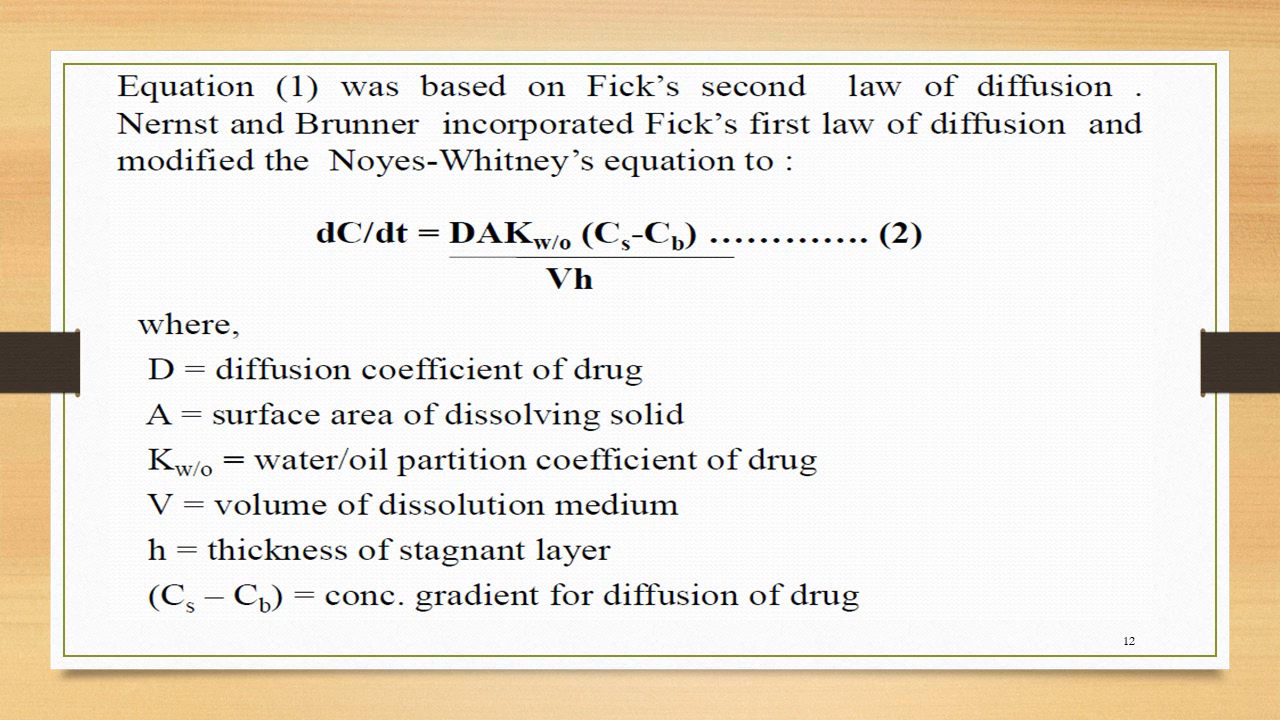 Equation (1) was based on Fick’s second law of diffusion .
Nernst and Brunner incorporated Fick’s first law of diffusion and
modified the Noyes-Whitney’s equation to :
dC/dt = DAKw/o (Cs-Cb) …………. (2)
Vh
where,
D = diffusion coefficient of drug
A = surface area of dissolving solid
Kw/o = water/oil partition coefficient of drug
V = volume of dissolution medium
h = thickness of stagnant layer
(Cs – Cb) = conc. gradient for diffusion of drug
12